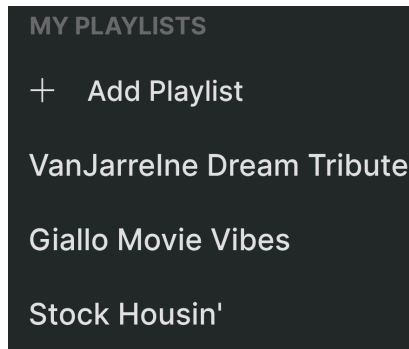 MY PLAYLISTS
+ Add Playlist
VanJarrelne Dream Tribute
Giallo Movie Vibes
Stock Housin'